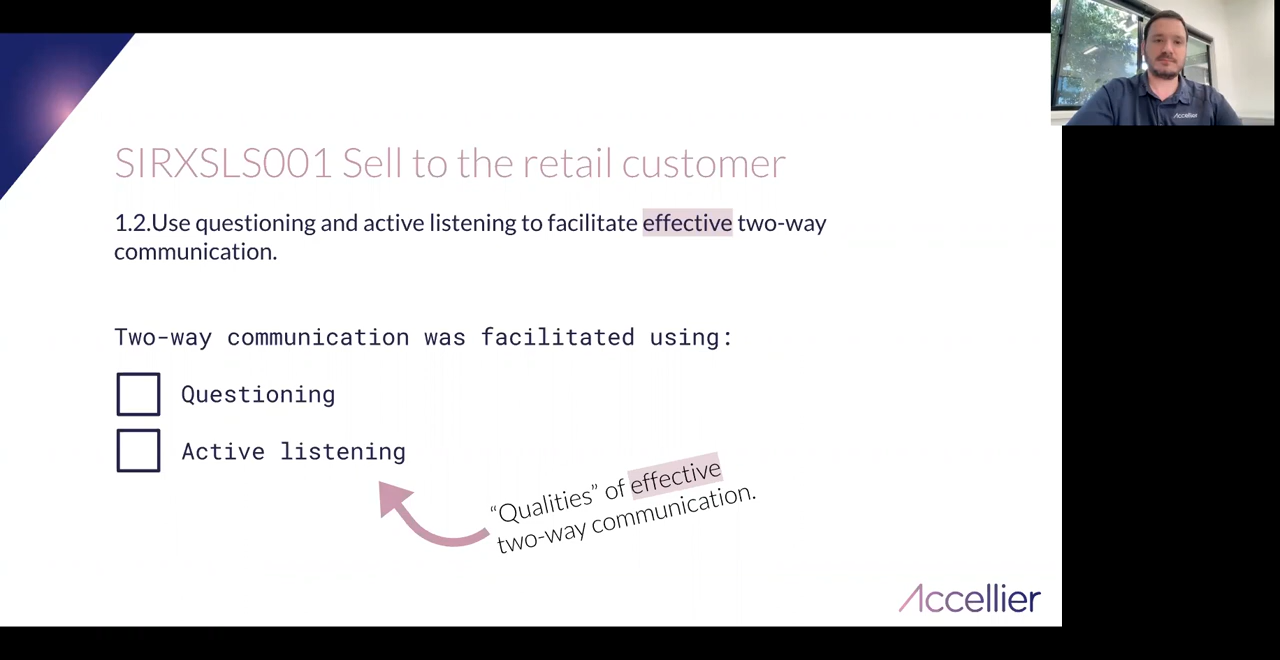 SIRXSLS001 Sell to the retail customer
1.2.Use questioning and active listening to facilitate effective two-way
communication.
Two-way communication was facilitated using:
Questioning
Active listening
“Qualities” of effective
two-way communication.
Accellier
Accellier